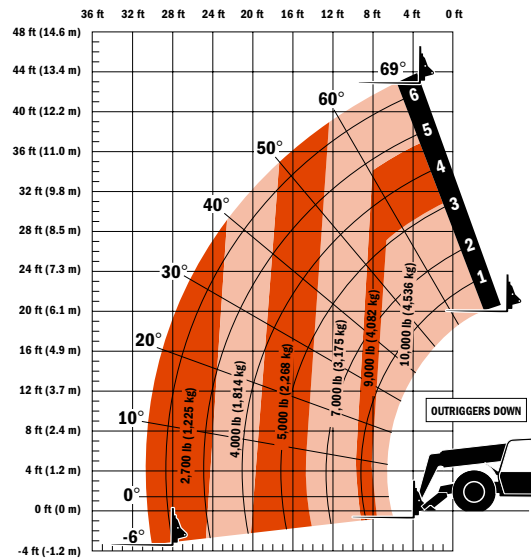 36 ft 32 ft 28 ft 24 ft 20 ft 16 ft 12 ft 8 ft 4 ft 0 ft
48 ft (14.6 m)
44 ft (13.4 m)
40 ft (12.2 m)
36 ft (11.0 m)
32 ft (9.8 m)
28 ft (8.5 m)
24 ft (7.3 m)
20 ft (6.1 m)
16 ft (4.9 m)
12 ft (3.7 m)
8 ft (2.4 m)
4 ft (1.2 m)
0 ft (0 m)
-4 ft (-1.2 m)
69°
60°
50°
40°
30°
20°
10°
0°
-6°
6
5
4
3
2
1
2,700 lb (1,225 kg)
4,000 lb (1,814 kg)
5,000 lb (2,268 kg)
7,000 lb (3,175 kg)
9,000 lb (4,082 kg)
10,000 lb (4,536 kg)
OUTRIGGERS DOWN